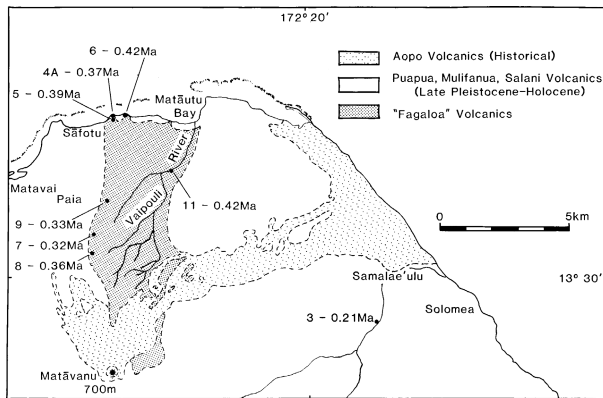 172° 20'
6 - 0.42Ma
4A - 0.37Ma
5 - 0.39Ma
Matāutu
Bay
Safotu
River
Matavai
Paia
Vaipouli
11 - 0.42Ma
9 - 0.33Ma
7 - 0.32Ma
8 - 0.36Ma
Aopo Volcanics (Historical)
Puapua, Mulifanua, Salani Volcanics
(Late Pleistocene-Holocene)
"Fagaloa" Volcanics
0 5km
13° 30'
Samalae'ulu
Solomea
3 - 0.21Ma
Matāvanu
700m